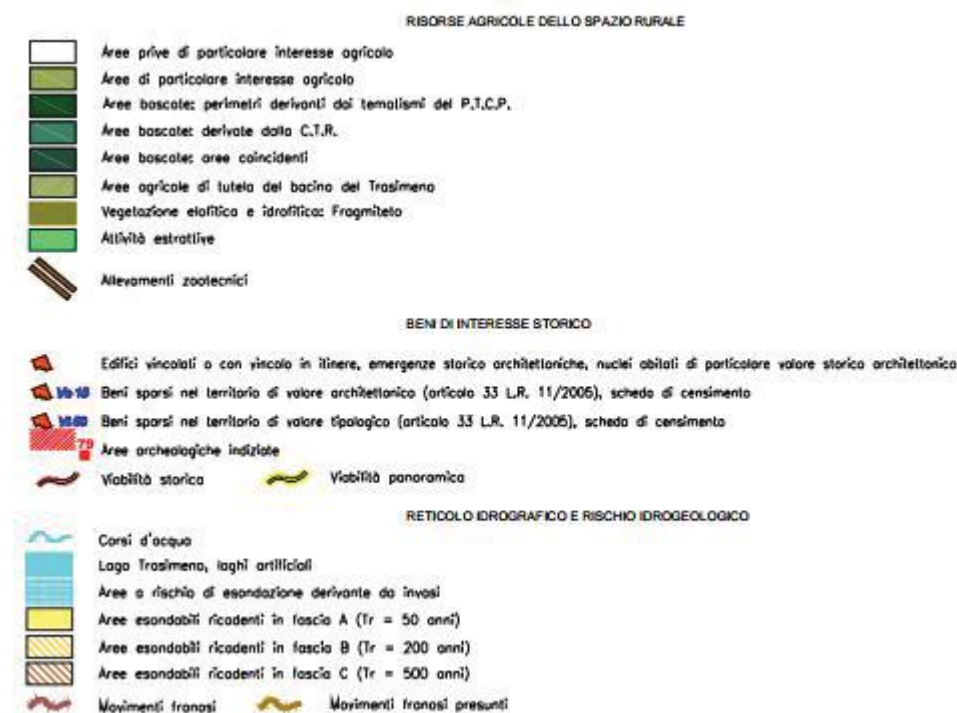 RISORSE AGRICOLE DELLO SPAZIO RURALE
Aree prive di particolare interesse agricolo
Aree di particolare interesse agricolo
Aree boscate: perimetri derivanti dai tematismi del P.T.C.P.
Aree boscate: derivate dalla C.T.R.
Aree boscate: aree coincidenti
Aree agricole di tutela del bacino del Trasimeno
Vegetazione elofitica e idrofitica: Fragmiteto
Attività estrattive
Allevamenti zootecnici
BENI DI INTERESSE STORICO
Edifici vincolati o con vincolo in itinere, emergenze storico architettoniche, nuclei abitati di particolare valore storico architettonico
Beni sparsi nel territorio di valore architettonico (articolo 33 L.R. 11/2005), scheda di censimento
Beni sparsi nel territorio di valore tipologico (articolo 33 L.R. 11/2005), scheda di censimento
79 Aree archeologiche indiziate
Viabilità storica Viabilità panoramica
RETICOLO IDROGRAFICO E RISCHIO IDROGEOLOGICO
Corsi d'acqua
Lago Trasimeno, laghi artificiali
Aree a rischio di esondazione derivante da invasi
Aree esondabili ricadenti in fascia A (Tr = 50 anni)
Aree esondabili ricadenti in fascia B (Tr = 200 anni)
Aree esondabili ricadenti in fascia C (Tr = 500 anni)
Movimenti franosi Movimenti franosi presunti